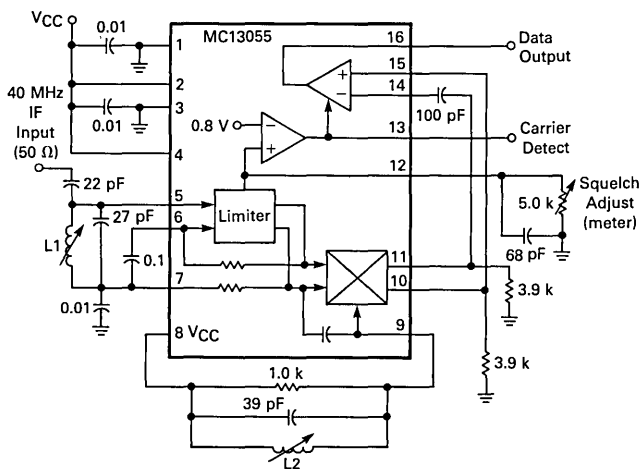 VCC
0.01
MC13055
1
2
3
4
0.01
40 MHz
IF
Input
(50 Ω)
22 pF
27 pF
L1
0.1
0.01
5
6
7
8 VCC
Limiter
0.8 V
−
+
+
−
16
15
14
13
12
11
10
9
100 pF
Data
Output
Carrier
Detect
5.0 k
Squelch
Adjust
(meter)
68 pF
3.9 k
3.9 k
1.0 k
39 pF
L2